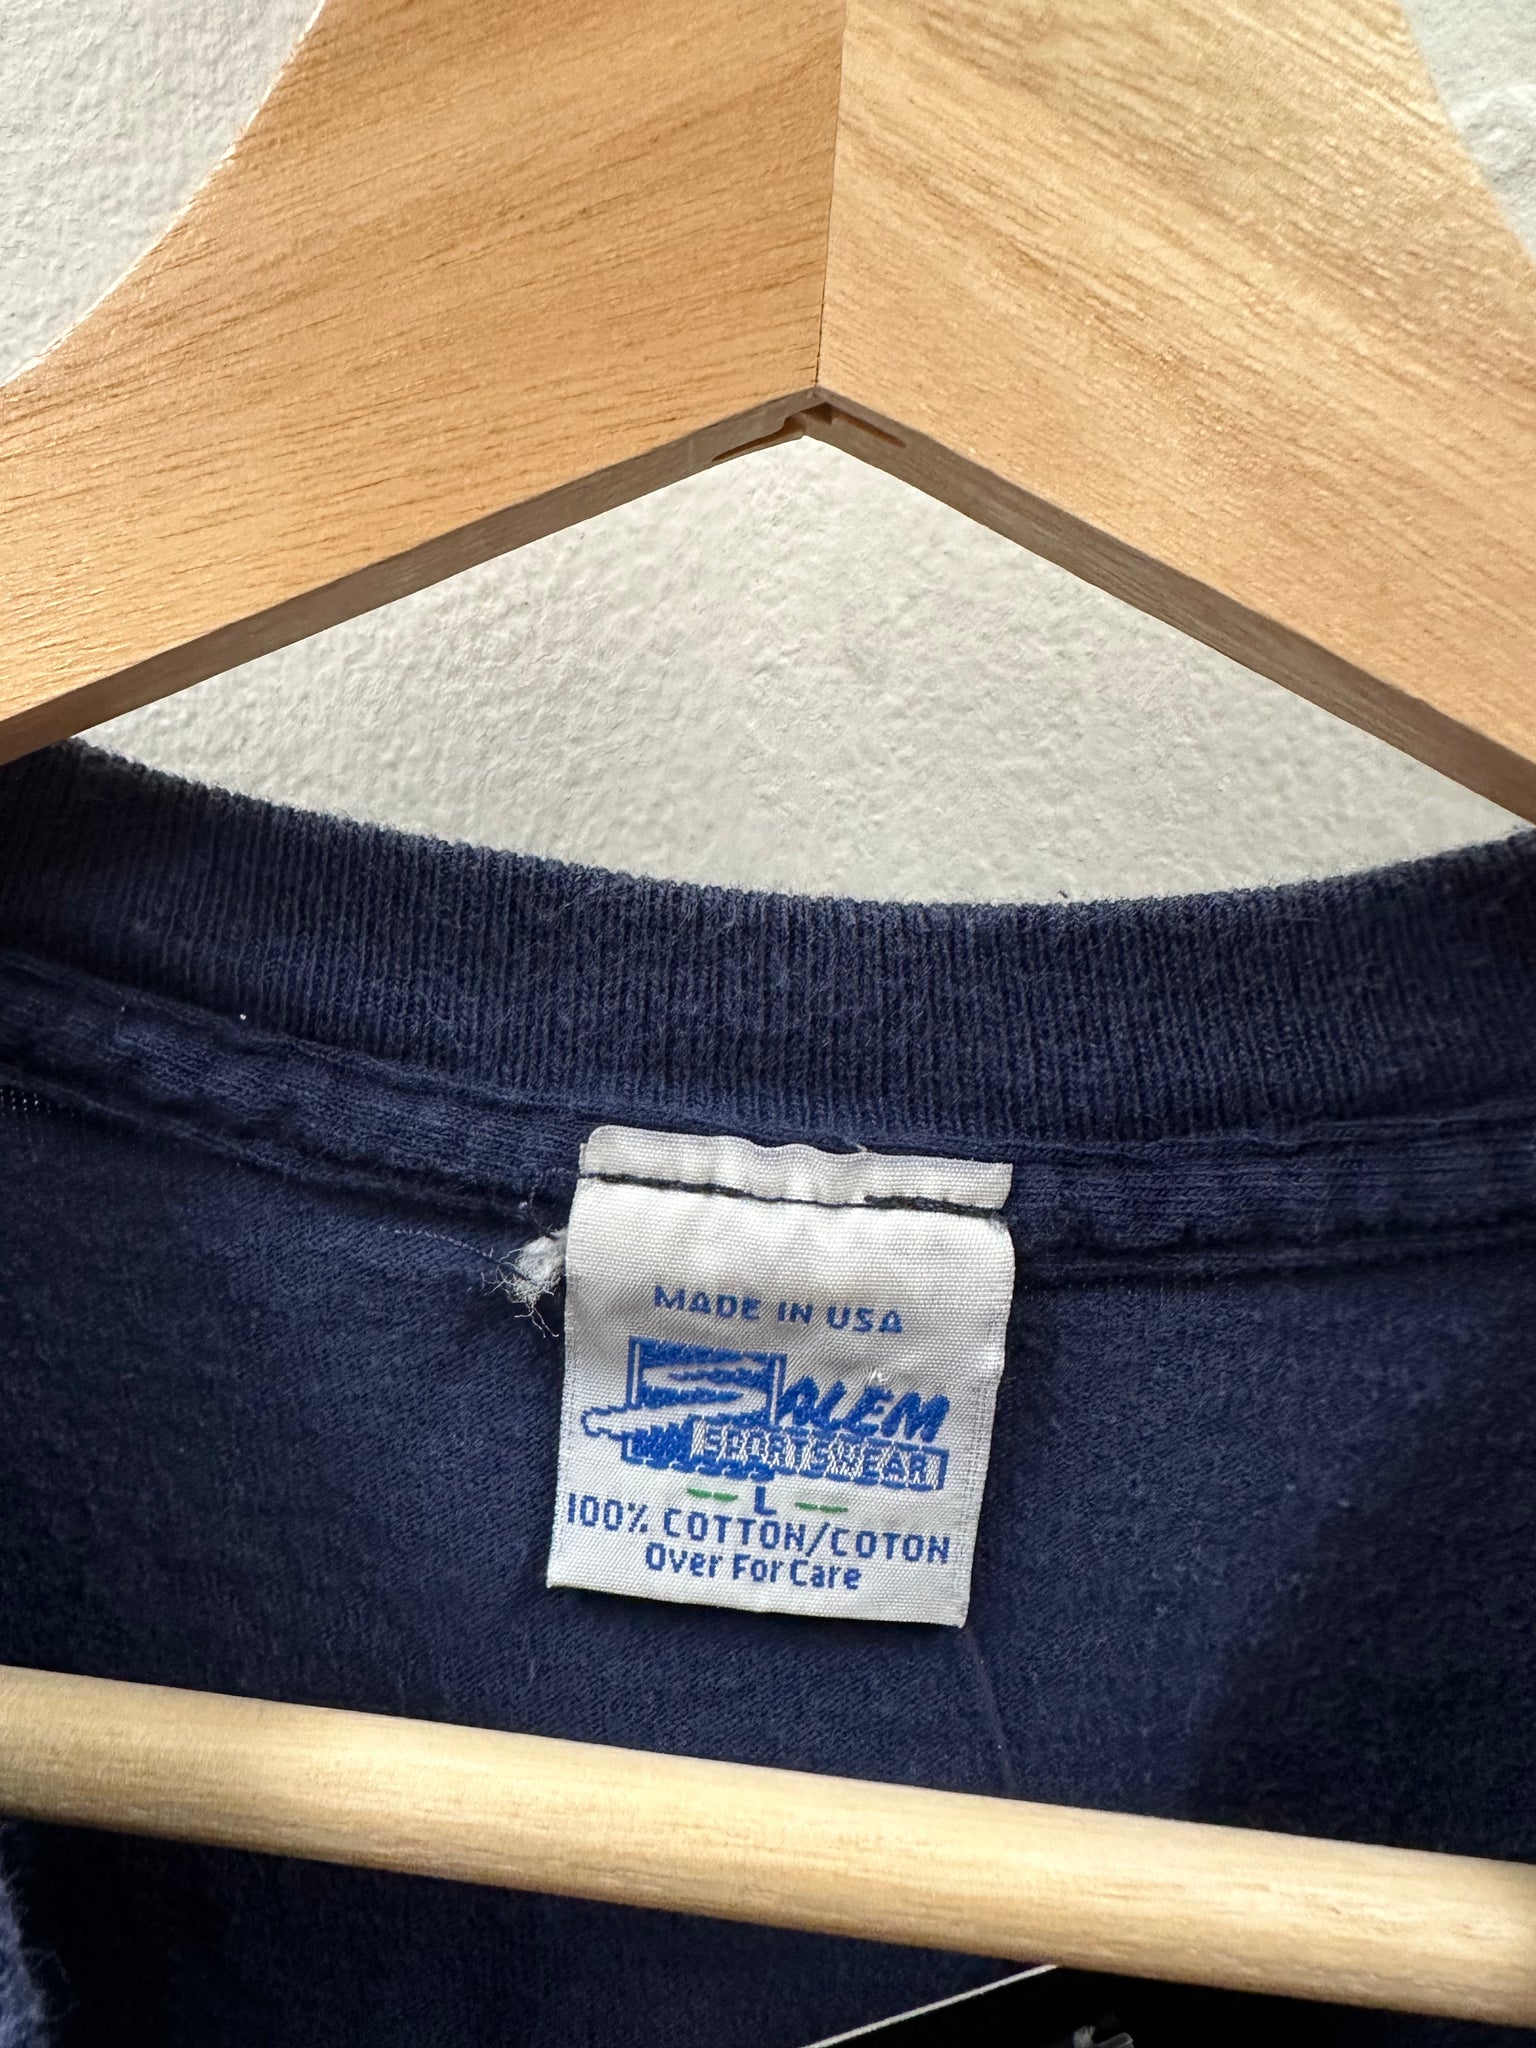 MADE IN USA
SALEM
SPORTSWEAR
-- L --
100% COTTON/COTON
Over For Care